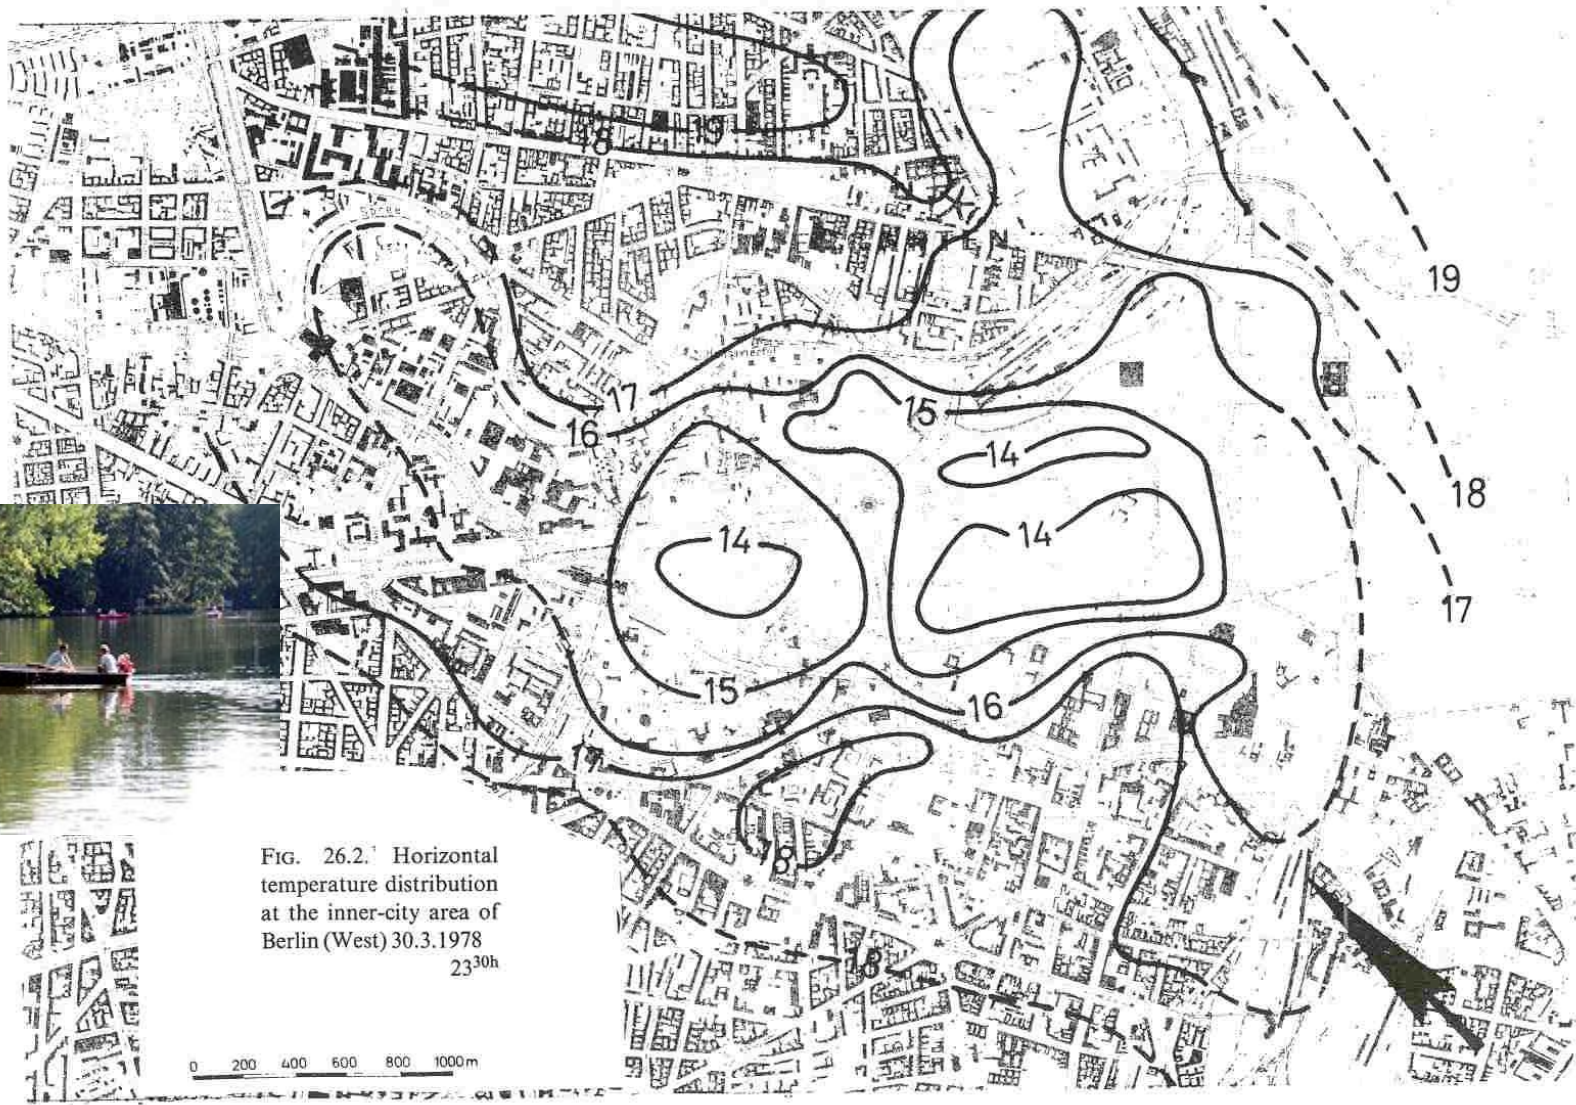 19
18
Spree
19
17
16
15
14
18
14
14
17
15
16
17
18
FIG. 26.2. Horizontal
temperature distribution
at the inner-city area of
Berlin (West) 30.3.1978
2330h
18
0 200 400 600 800 1000 m